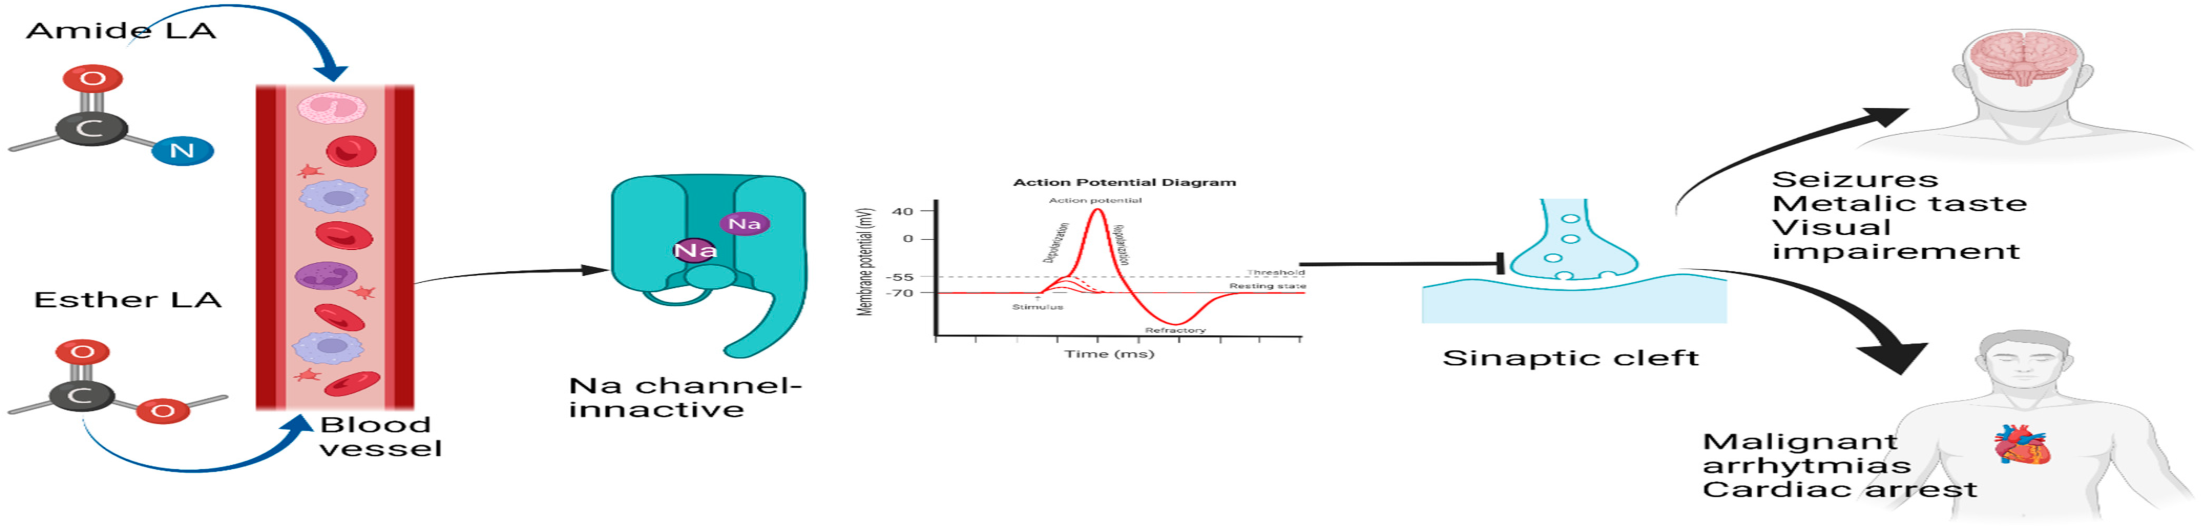 Amide LA
O
C
N
Esther LA
O
C
O
Blood
vessel
Na
Na
Na channel-
innactive
Action Potential Diagram
Action potential
Membrane potential (mV)
40
0
-55
-70
Depolarization
Repolarization
Threshold
Resting state
Stimulus
Refractory
Time (ms)
Sinaptic cleft
Seizures
Metalic taste
Visual
impairement
Malignant
arrhytmias
Cardiac arrest